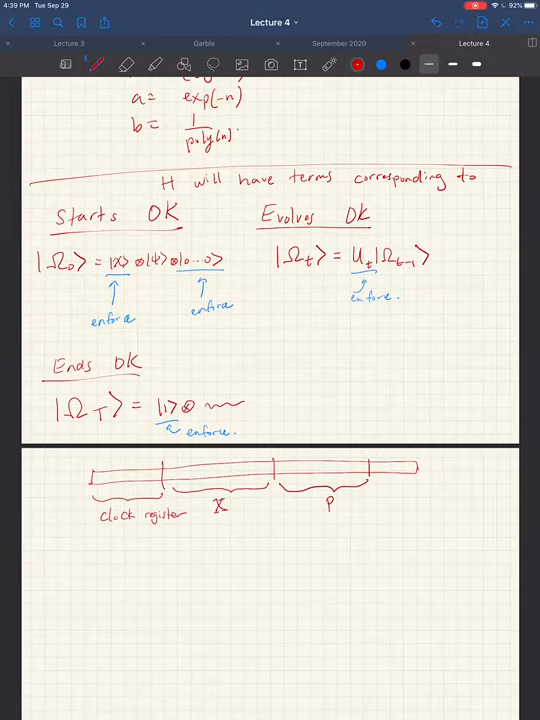 4:39 PM Tue Sep 29
92%
Lecture 4
Lecture 3
Garble
September 2020
Lecture 4
a = exp(-n)
b = 1/poly(n).
H will have terms corresponding to
Starts OK
Evolves OK
|Ω₀⟩ = |x⟩ ⊗ |ψ⟩ ⊗ |0...0⟩
|Ωₜ⟩ = Uₜ|Ωₜ₋₁⟩
enforce
enforce
enforce.
Ends OK
|Ω_T⟩ = |1⟩ ⊗
enforce.
clock register
X
P